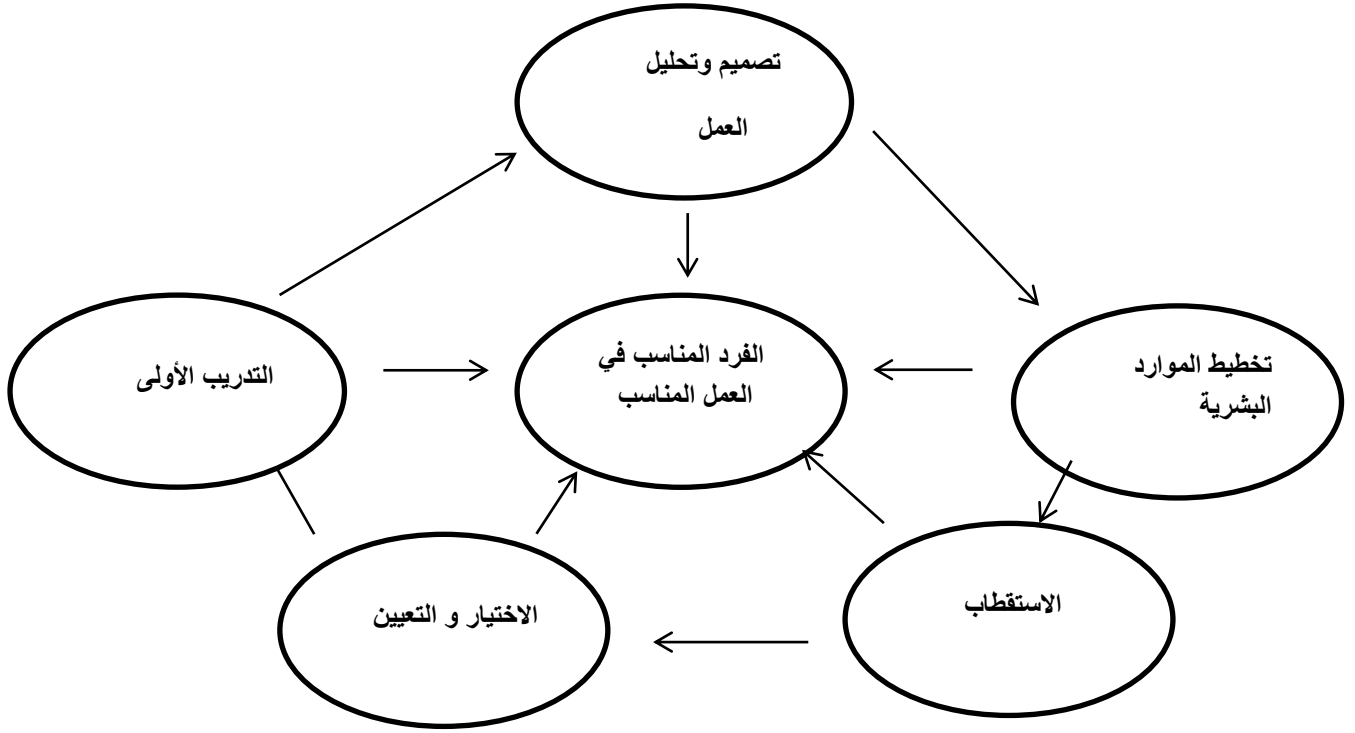 تصميم وتحليل
العمل
تخطيط الموارد
البشرية
الفرد المناسب في
العمل المناسب
التدريب الأولى
الاستقطاب
الاختيار و التعيين